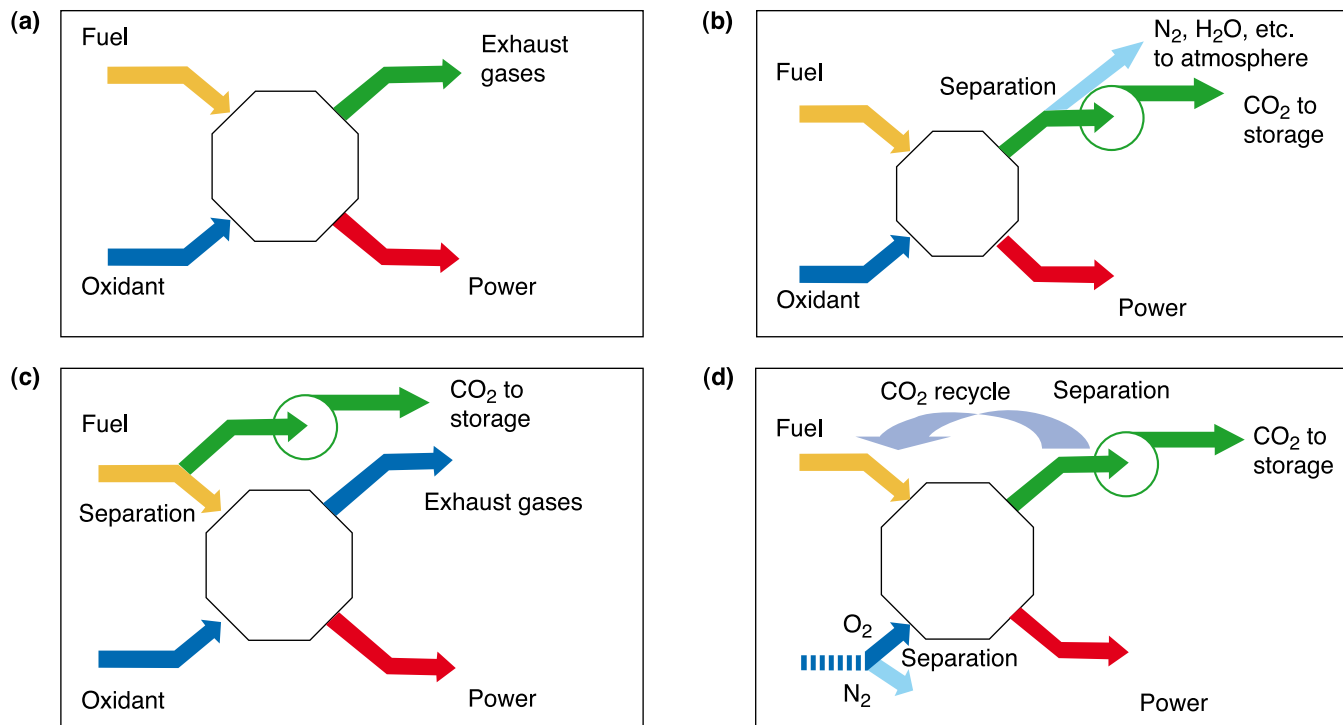 (a)
Fuel
Exhaust
gases
Oxidant
Power
(b)
Fuel
Separation
N₂, H₂O, etc.
to atmosphere
CO₂ to
storage
Oxidant
Power
(c)
Fuel
CO₂ to
storage
Separation
Exhaust gases
Oxidant
Power
(d)
CO₂ recycle
Separation
Fuel
CO₂ to
storage
O₂
Separation
N₂
Power